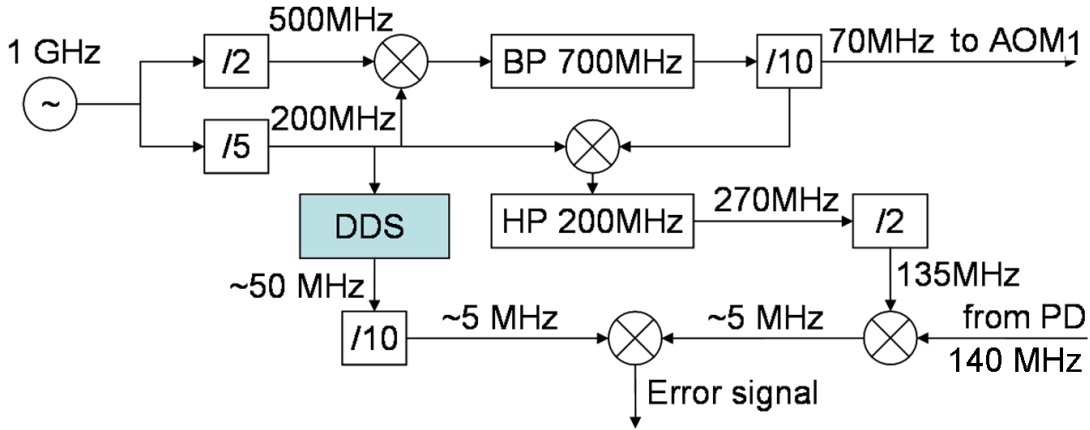 500MHz
1 GHz
/2
BP 700MHz
/10
70MHz to AOM1
~
200MHz
/5
DDS
HP 200MHz
270MHz
/2
~50 MHz
135MHz
/10
~5 MHz
~5 MHz
from PD
140 MHz
Error signal